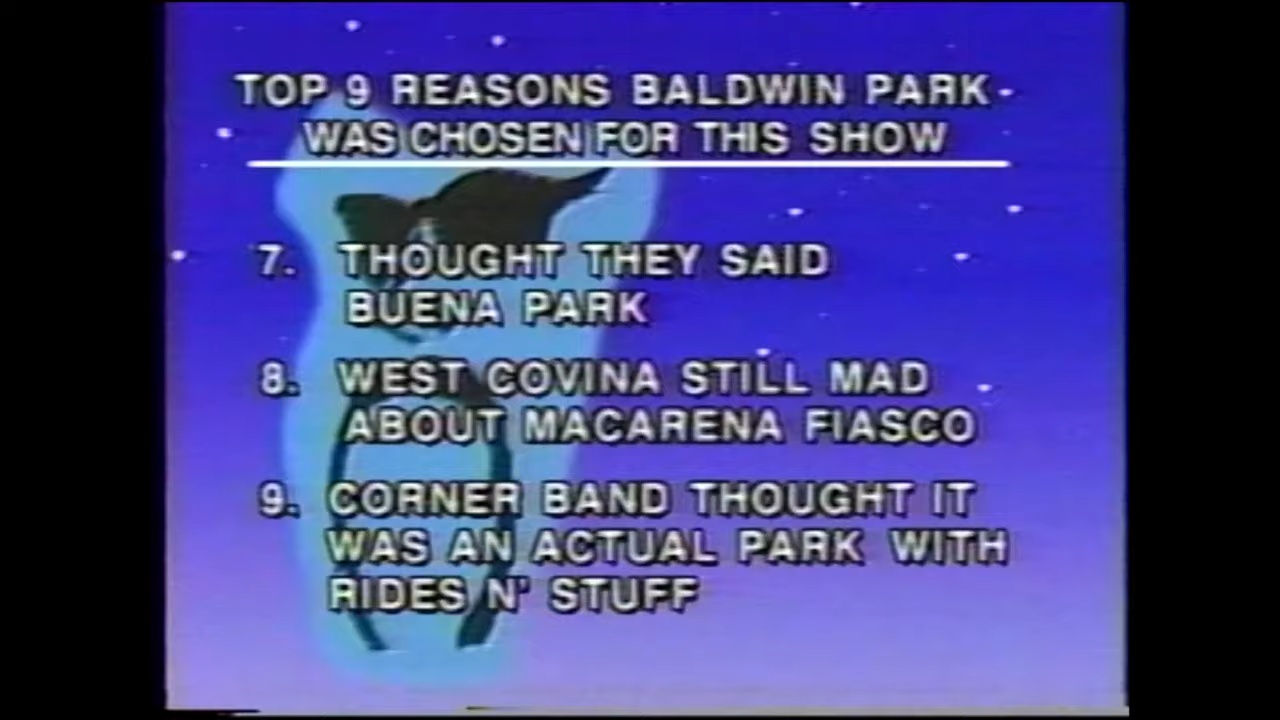 TOP 9 REASONS BALDWIN PARK
WAS CHOSEN FOR THIS SHOW
7. THOUGHT THEY SAID
BUENA PARK
8. WEST COVINA STILL MAD
ABOUT MACARENA FIASCO
9. CORNER BAND THOUGHT IT
WAS AN ACTUAL PARK WITH
RIDES N' STUFF